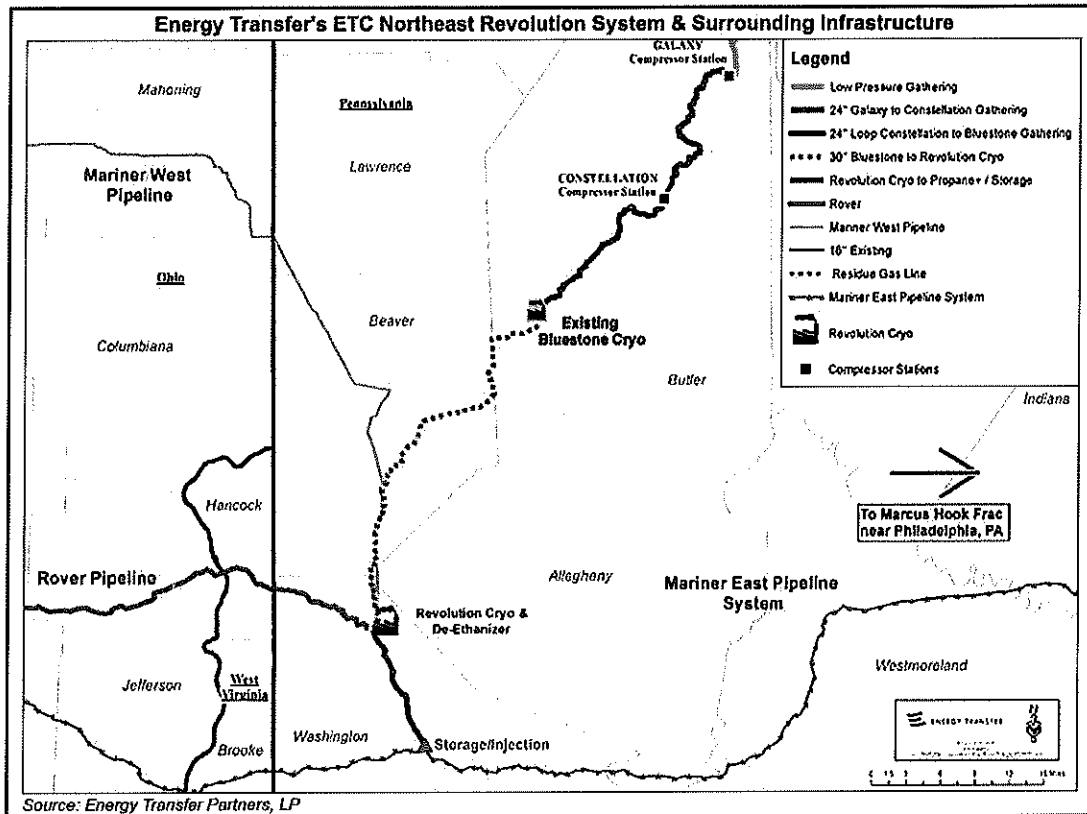 Energy Transfer's ETC Northeast Revolution System & Surrounding Infrastructure
GALAXY
Compressor Station
Mahoning
Pennsylvania
Lawrence
Mariner West
Pipeline
CONSTELLATION
Compressor Station
Ohio
Beaver
Columbiana
Existing
Bluestone Cryo
Butler
Legend
Low Pressure Gathering
24" Galaxy to Constellation Gathering
24" Loop Constellation to Bluestone Gathering
30" Bluestone to Revolution Cryo
Revolution Cryo to Propane+ / Storage
Rover
Mariner West Pipeline
16" Existing
Residue Gas Line
Mariner East Pipeline System
Revolution Cryo
Compressor Stations
Indiana
Hancock
To Marcus Hook Frac
near Philadelphia, PA
Rover Pipeline
Allegheny
Mariner East Pipeline
System
Revolution Cryo &
De-Ethanizer
Westmoreland
Jefferson
West
Virginia
Brooke
Washington
Storage/Injection
ENERGY TRANSFER
Source: Energy Transfer Partners, LP